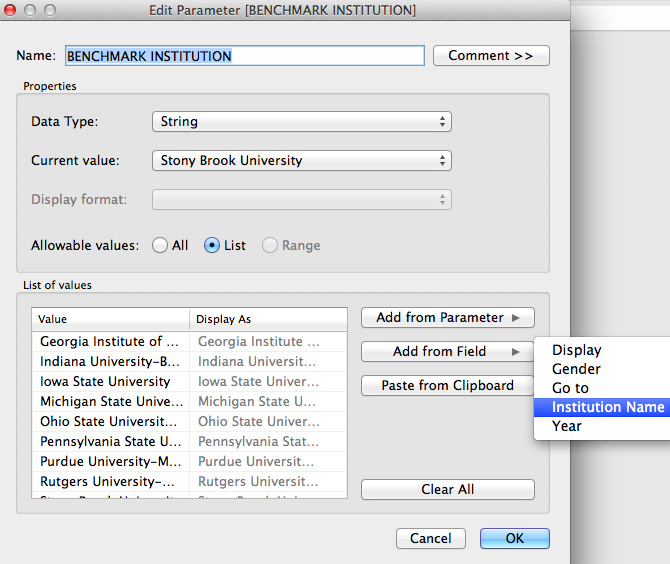 Edit Parameter [BENCHMARK INSTITUTION]
Name: BENCHMARK INSTITUTION Comment >>
Properties
Data Type: String
Current value: Stony Brook University
Display format:
Allowable values: All List Range
List of values
Value Display As
Georgia Institute of ... Georgia Institute ...
Indiana University-B... Indiana Universit...
Iowa State University Iowa State Univer...
Michigan State Unive... Michigan State U...
Ohio State Universit... Ohio State Univer...
Pennsylvania State U... Pennsylvania Stat...
Purdue University-M... Purdue Universit...
Rutgers University-... Rutgers Universit...
Add from Parameter
Add from Field
Paste from Clipboard
Clear All
Display
Gender
Go to
Institution Name
Year
Cancel OK